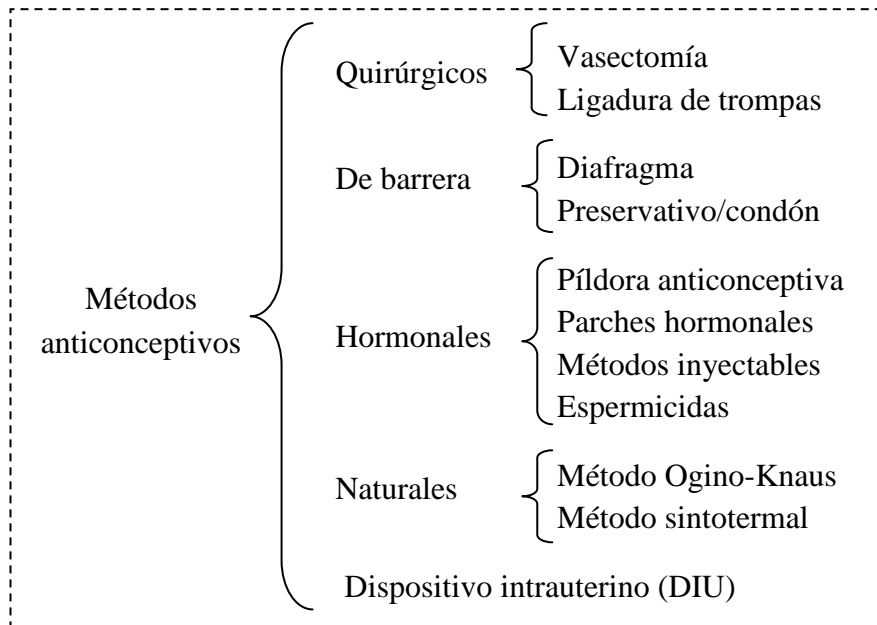 Métodos
anticonceptivos
Quirúrgicos
Vasectomía
Ligadura de trompas
De barrera
Diafragma
Preservativo/condón
Hormonales
Píldora anticonceptiva
Parches hormonales
Métodos inyectables
Espermicidas
Naturales
Método Ogino-Knaus
Método sintotermal
Dispositivo intrauterino (DIU)